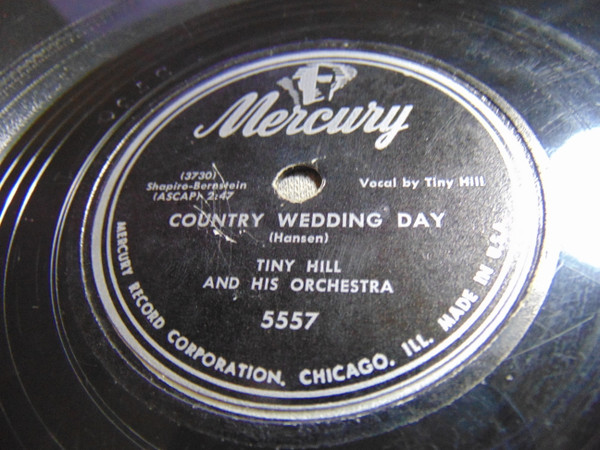 Mercury
(3730)
Shapiro-Bernstein
(ASCAP) 2:47
Vocal by Tiny Hill
COUNTRY WEDDING DAY
(Hansen)
TINY HILL
AND HIS ORCHESTRA
5557
MERCURY RECORD CORPORATION. CHICAGO. ILL. MADE IN U.S.A.